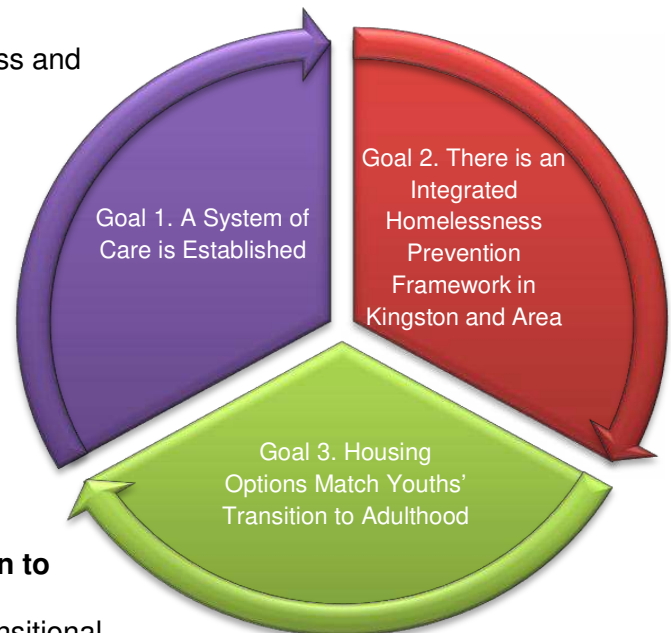 ss and
Goal 1. A System of
Care is Established
Goal 2. There is an
Integrated
Homelessness
Prevention
Framework in
Kingston and Area
Goal 3. Housing
Options Match Youths’
Transition to Adulthood
n to
nsitional